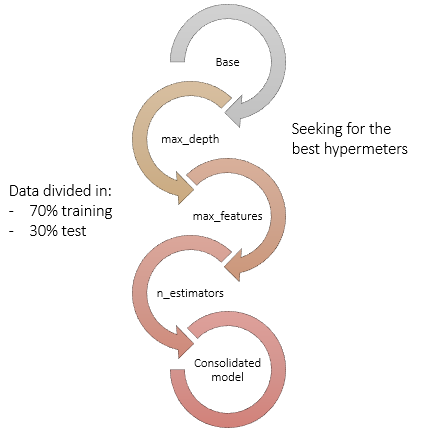 Base
max_depth
Seeking for the
best hypermeters
Data divided in:
- 70% training
- 30% test
max_features
n_estimators
Consolidated
model